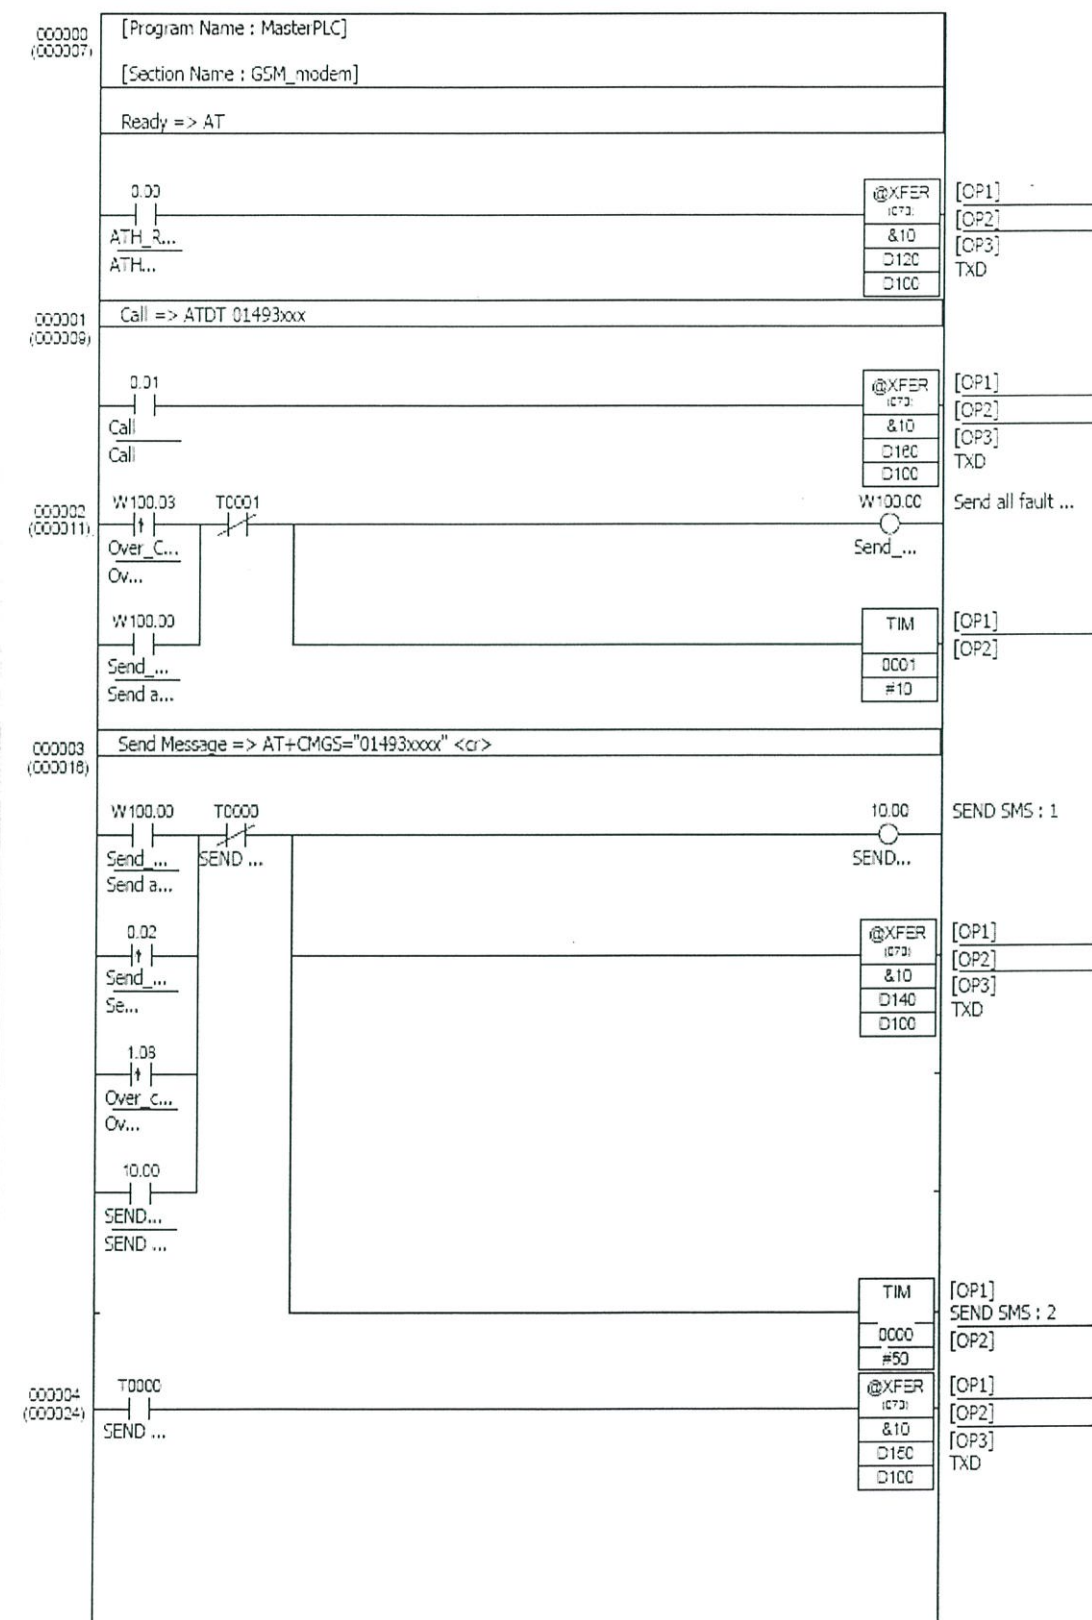 000000
(000007)
[Program Name : MasterPLC]
[Section Name : GSM_modem]
Ready => AT
0.00
ATH_R...
ATH...
@XFER
(070)
&10
D120
D100
[OP1]
[OP2]
[OP3]
TXD
000001
(000009)
Call => ATDT 01493xxx
0.01
Call
Call
@XFER
(070)
&10
D160
D100
[OP1]
[OP2]
[OP3]
TXD
000002
(000011)
W100.03
Over_C...
Ov...
T0001
W100.00
Send_...
Send all fault ...
W100.00
Send_...
Send a...
TIM
0001
#10
[OP1]
[OP2]
000003
(000018)
Send Message => AT+CMGS="01493xxxx" <cr>
W100.00
Send_...
Send a...
T0000
SEND ...
10.00
SEND...
SEND SMS : 1
0.02
Send_...
Se...
@XFER
(070)
&10
D140
D100
[OP1]
[OP2]
[OP3]
TXD
1.08
Over_c...
Ov...
10.00
SEND...
SEND ...
TIM
0000
#50
[OP1]
SEND SMS : 2
[OP2]
000004
(000024)
T0000
SEND ...
@XFER
(070)
&10
D150
D100
[OP1]
[OP2]
[OP3]
TXD